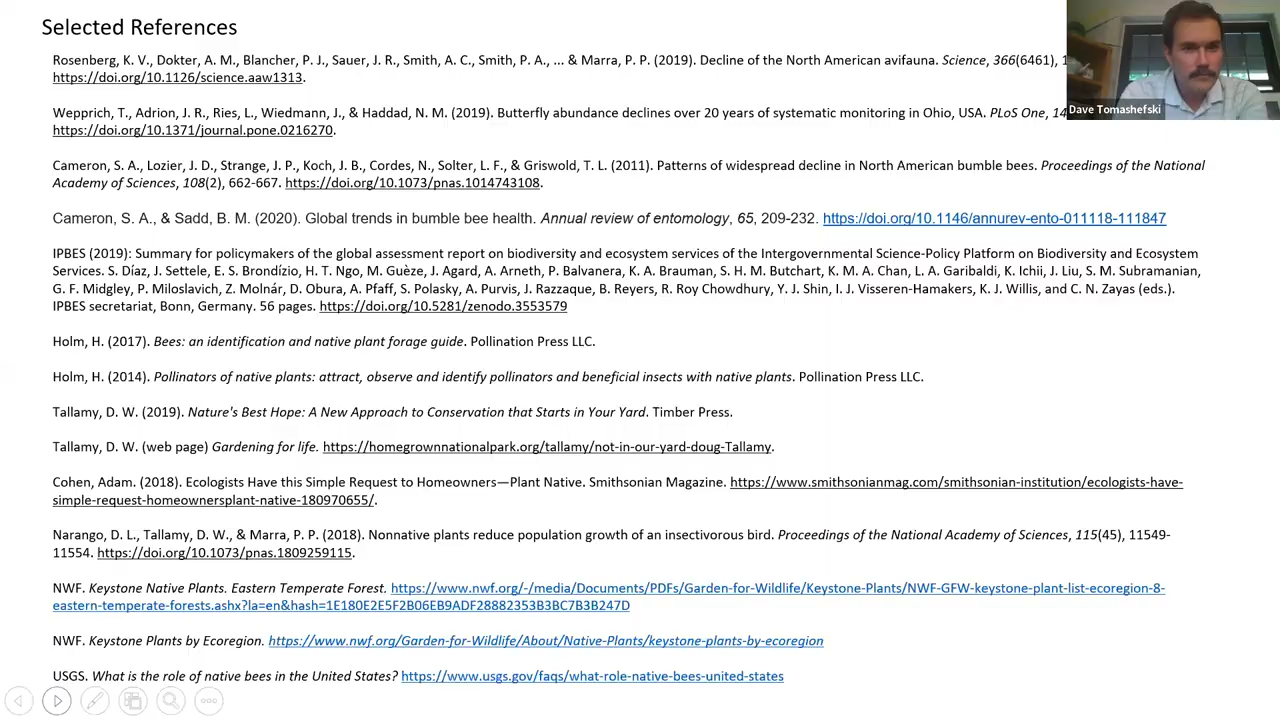 Selected References
Rosenberg, K. V., Dokter, A. M., Blancher, P. J., Sauer, J. R., Smith, A. C., Smith, P. A., ... & Marra, P. P. (2019). Decline of the North American avifauna. Science, 366(6461), 1
https://doi.org/10.1126/science.aaw1313.
Wepprich, T., Adrion, J. R., Ries, L., Wiedmann, J., & Haddad, N. M. (2019). Butterfly abundance declines over 20 years of systematic monitoring in Ohio, USA. PLoS One, 14
https://doi.org/10.1371/journal.pone.0216270.
Dave Tomashefski
Cameron, S. A., Lozier, J. D., Strange, J. P., Koch, J. B., Cordes, N., Solter, L. F., & Griswold, T. L. (2011). Patterns of widespread decline in North American bumble bees. Proceedings of the National
Academy of Sciences, 108(2), 662-667. https://doi.org/10.1073/pnas.1014743108.
Cameron, S. A., & Sadd, B. M. (2020). Global trends in bumble bee health. Annual review of entomology, 65, 209-232. https://doi.org/10.1146/annurev-ento-011118-111847
IPBES (2019): Summary for policymakers of the global assessment report on biodiversity and ecosystem services of the Intergovernmental Science-Policy Platform on Biodiversity and Ecosystem
Services. S. Díaz, J. Settele, E. S. Brondízio, H. T. Ngo, M. Guèze, J. Agard, A. Arneth, P. Balvanera, K. A. Brauman, S. H. M. Butchart, K. M. A. Chan, L. A. Garibaldi, K. Ichii, J. Liu, S. M. Subramanian,
G. F. Midgley, P. Miloslavich, Z. Molnár, D. Obura, A. Pfaff, S. Polasky, A. Purvis, J. Razzaque, B. Reyers, R. Roy Chowdhury, Y. J. Shin, I. J. Visseren-Hamakers, K. J. Willis, and C. N. Zayas (eds.).
IPBES secretariat, Bonn, Germany. 56 pages. https://doi.org/10.5281/zenodo.3553579
Holm, H. (2017). Bees: an identification and native plant forage guide. Pollination Press LLC.
Holm, H. (2014). Pollinators of native plants: attract, observe and identify pollinators and beneficial insects with native plants. Pollination Press LLC.
Tallamy, D. W. (2019). Nature's Best Hope: A New Approach to Conservation that Starts in Your Yard. Timber Press.
Tallamy, D. W. (web page) Gardening for life. https://homegrownnationalpark.org/tallamy/not-in-our-yard-doug-Tallamy.
Cohen, Adam. (2018). Ecologists Have this Simple Request to Homeowners—Plant Native. Smithsonian Magazine. https://www.smithsonianmag.com/smithsonian-institution/ecologists-have-
simple-request-homeownersplant-native-180970655/.
Narango, D. L., Tallamy, D. W., & Marra, P. P. (2018). Nonnative plants reduce population growth of an insectivorous bird. Proceedings of the National Academy of Sciences, 115(45), 11549-
11554. https://doi.org/10.1073/pnas.1809259115.
NWF. Keystone Native Plants. Eastern Temperate Forest. https://www.nwf.org/-/media/Documents/PDFs/Garden-for-Wildlife/Keystone-Plants/NWF-GFW-keystone-plant-list-ecoregion-8-
eastern-temperate-forests.ashx?la=en&hash=1E180E2E5F2B06EB9ADF28882353B3BC7B3B247D
NWF. Keystone Plants by Ecoregion. https://www.nwf.org/Garden-for-Wildlife/About/Native-Plants/keystone-plants-by-ecoregion
USGS. What is the role of native bees in the United States? https://www.usgs.gov/faqs/what-role-native-bees-united-states